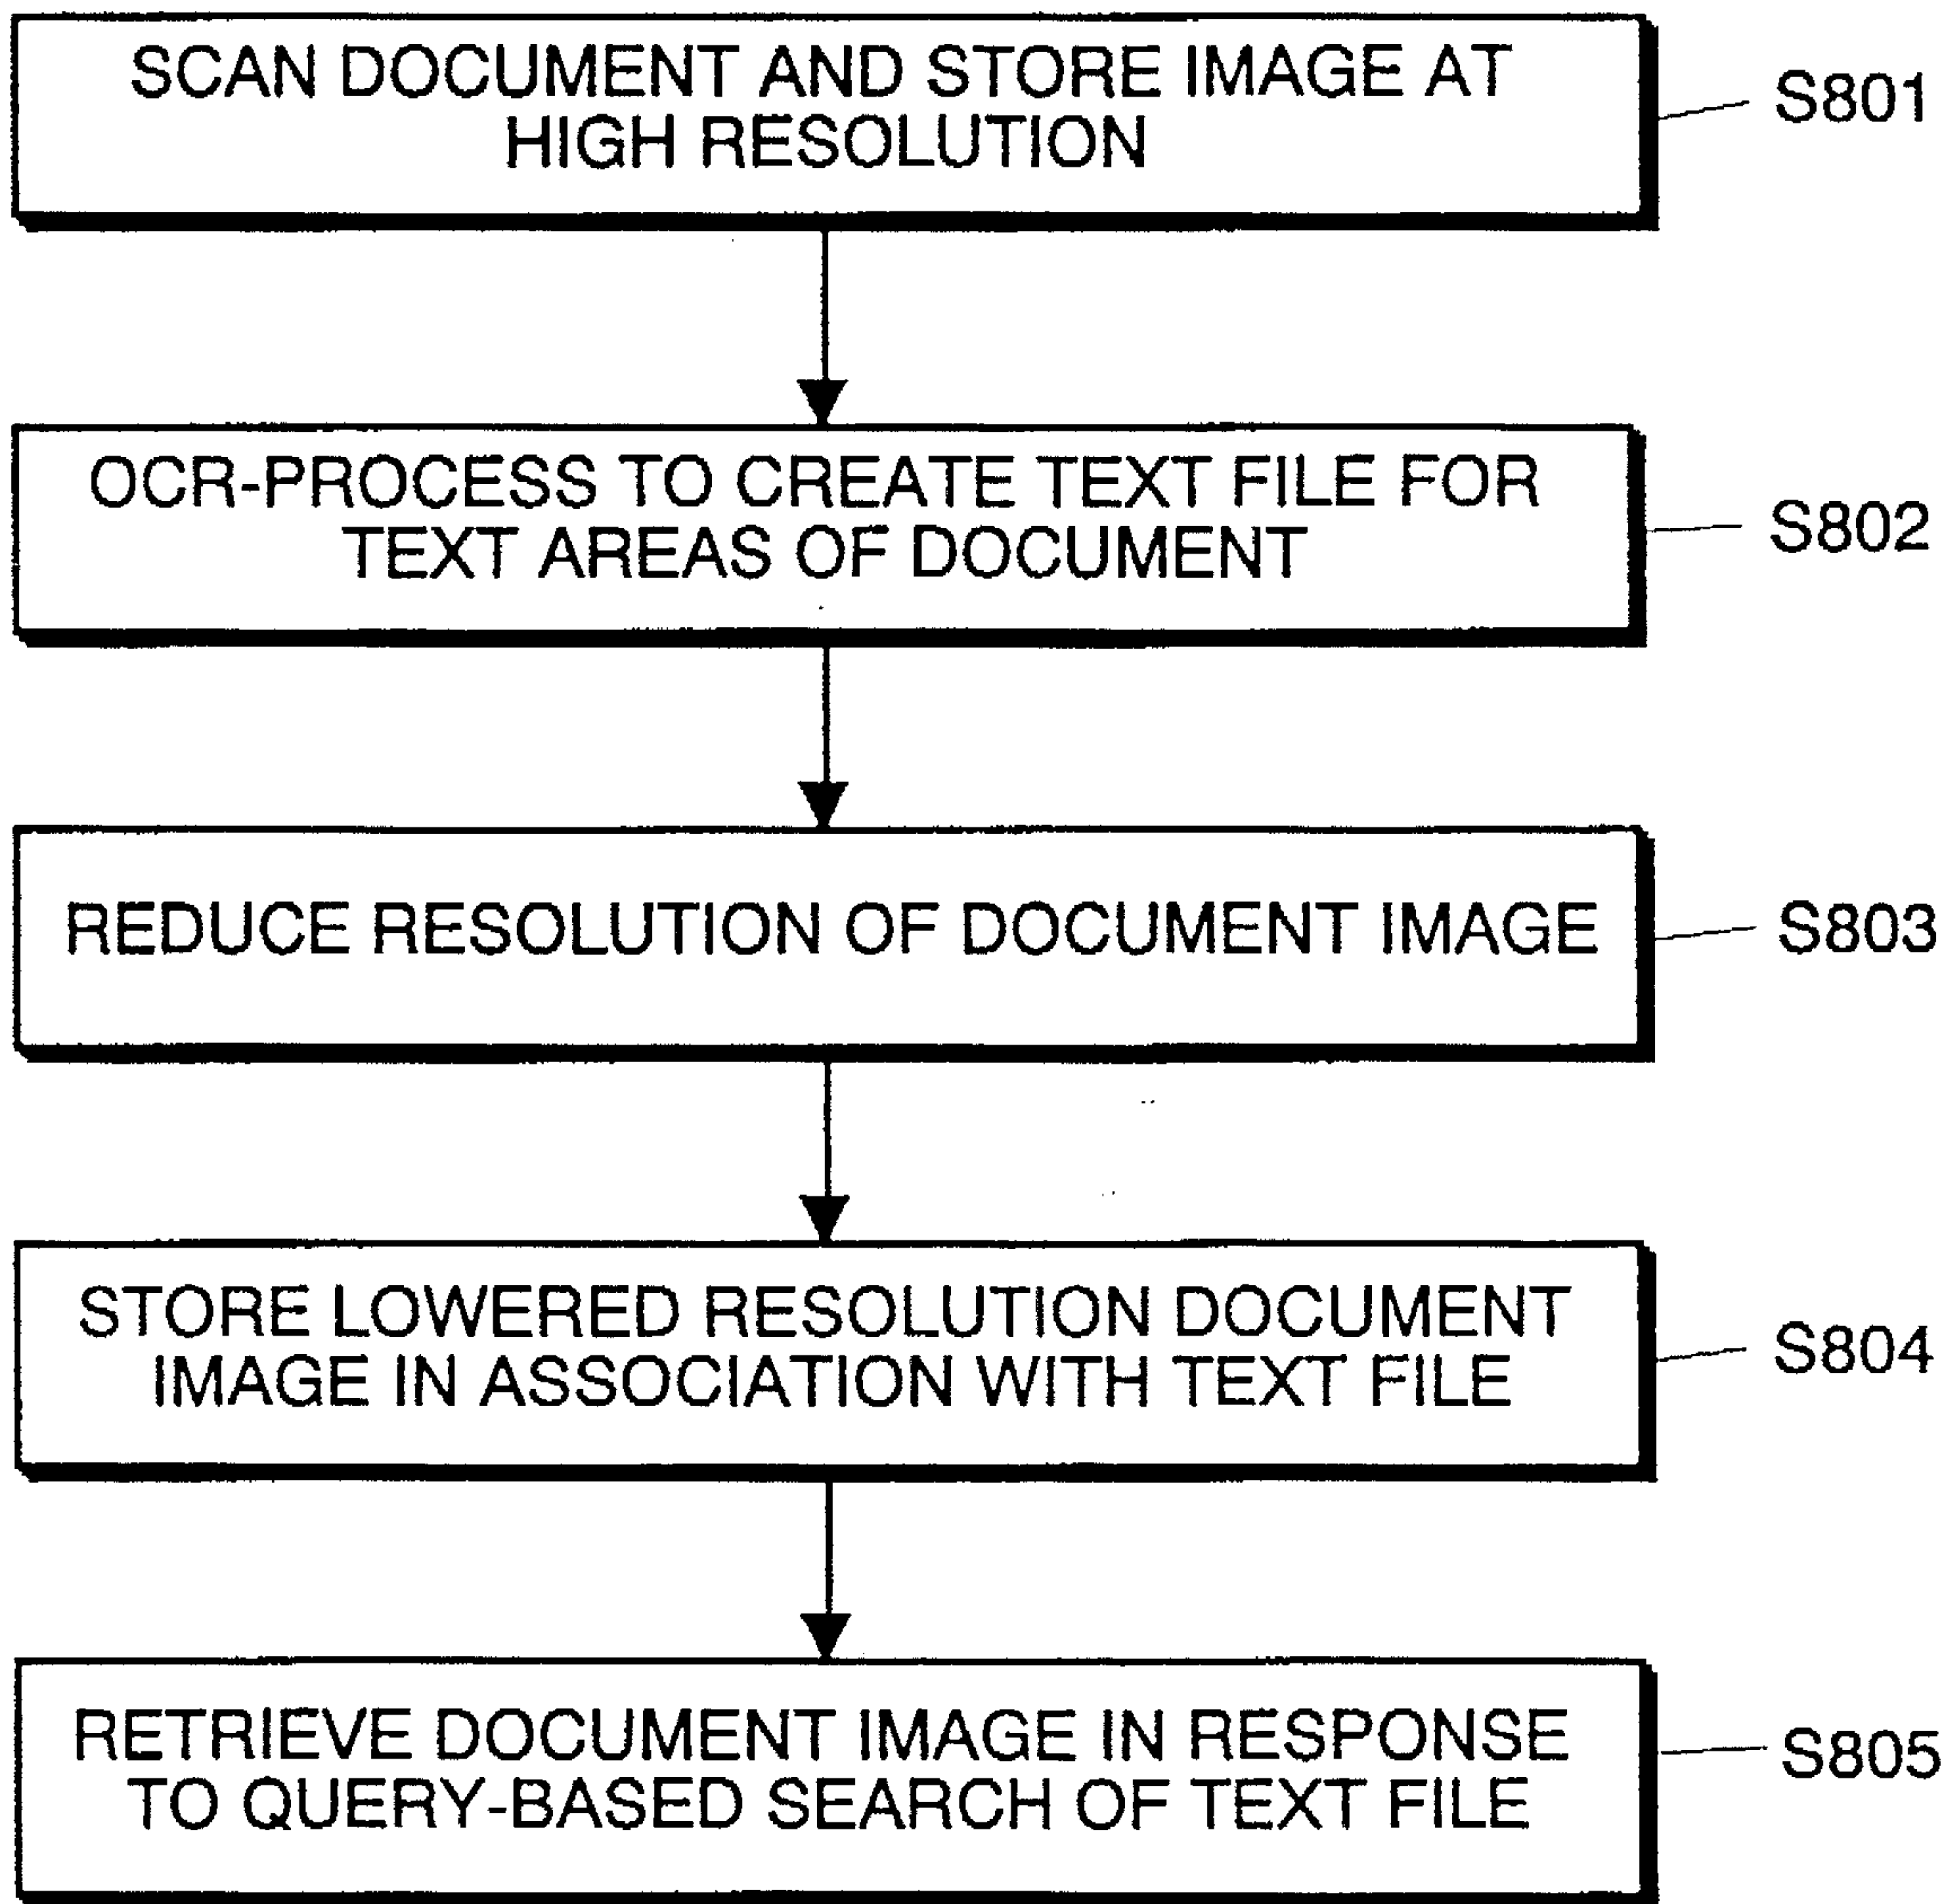 SCAN DOCUMENT AND STORE IMAGE AT
HIGH RESOLUTION
S801
OCR-PROCESS TO CREATE TEXT FILE FOR
TEXT AREAS OF DOCUMENT
S802
REDUCE RESOLUTION OF DOCUMENT IMAGE
S803
STORE LOWERED RESOLUTION DOCUMENT
IMAGE IN ASSOCIATION WITH TEXT FILE
S804
RETRIEVE DOCUMENT IMAGE IN RESPONSE
TO QUERY-BASED SEARCH OF TEXT FILE
S805